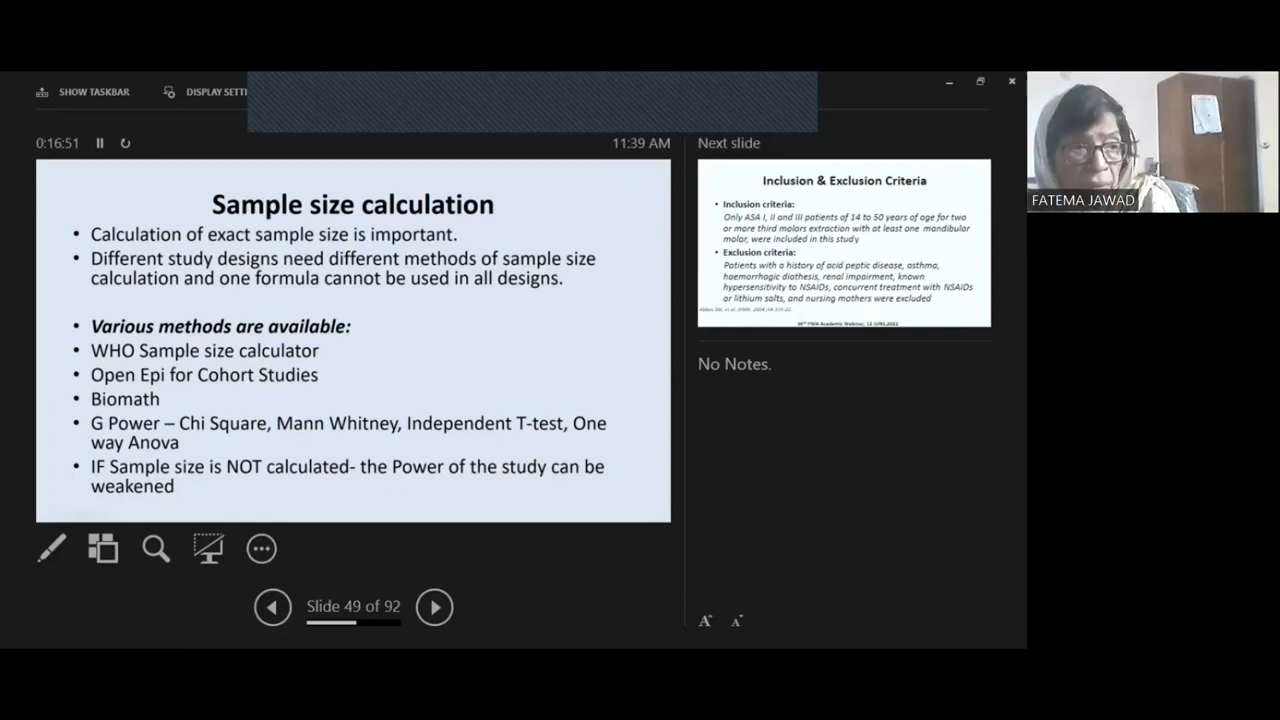 SHOW TASKBAR
DISPLAY SETTI
0:16:51
11:39 AM
Sample size calculation
• Calculation of exact sample size is important.
• Different study designs need different methods of sample size
calculation and one formula cannot be used in all designs.
• Various methods are available:
• WHO Sample size calculator
• Open Epi for Cohort Studies
• Biomath
• G Power – Chi Square, Mann Whitney, Independent T-test, One
way Anova
• IF Sample size is NOT calculated- the Power of the study can be
weakened
Slide 49 of 92
Next slide
Inclusion & Exclusion Criteria
• Inclusion criteria:
Only ASA I, II and III patients of 14 to 50 years of age for two
or more third molars extraction with at least one mandibular
molar, were included in this study
• Exclusion criteria:
Patients with a history of acid peptic disease, asthma,
haemorrhagic diathesis, renal impairment, known
hypersensitivity to NSAIDs, concurrent treatment with NSAIDs
or lithium salts, and nursing mothers were excluded
No Notes.
A A
FATEMA JAWAD